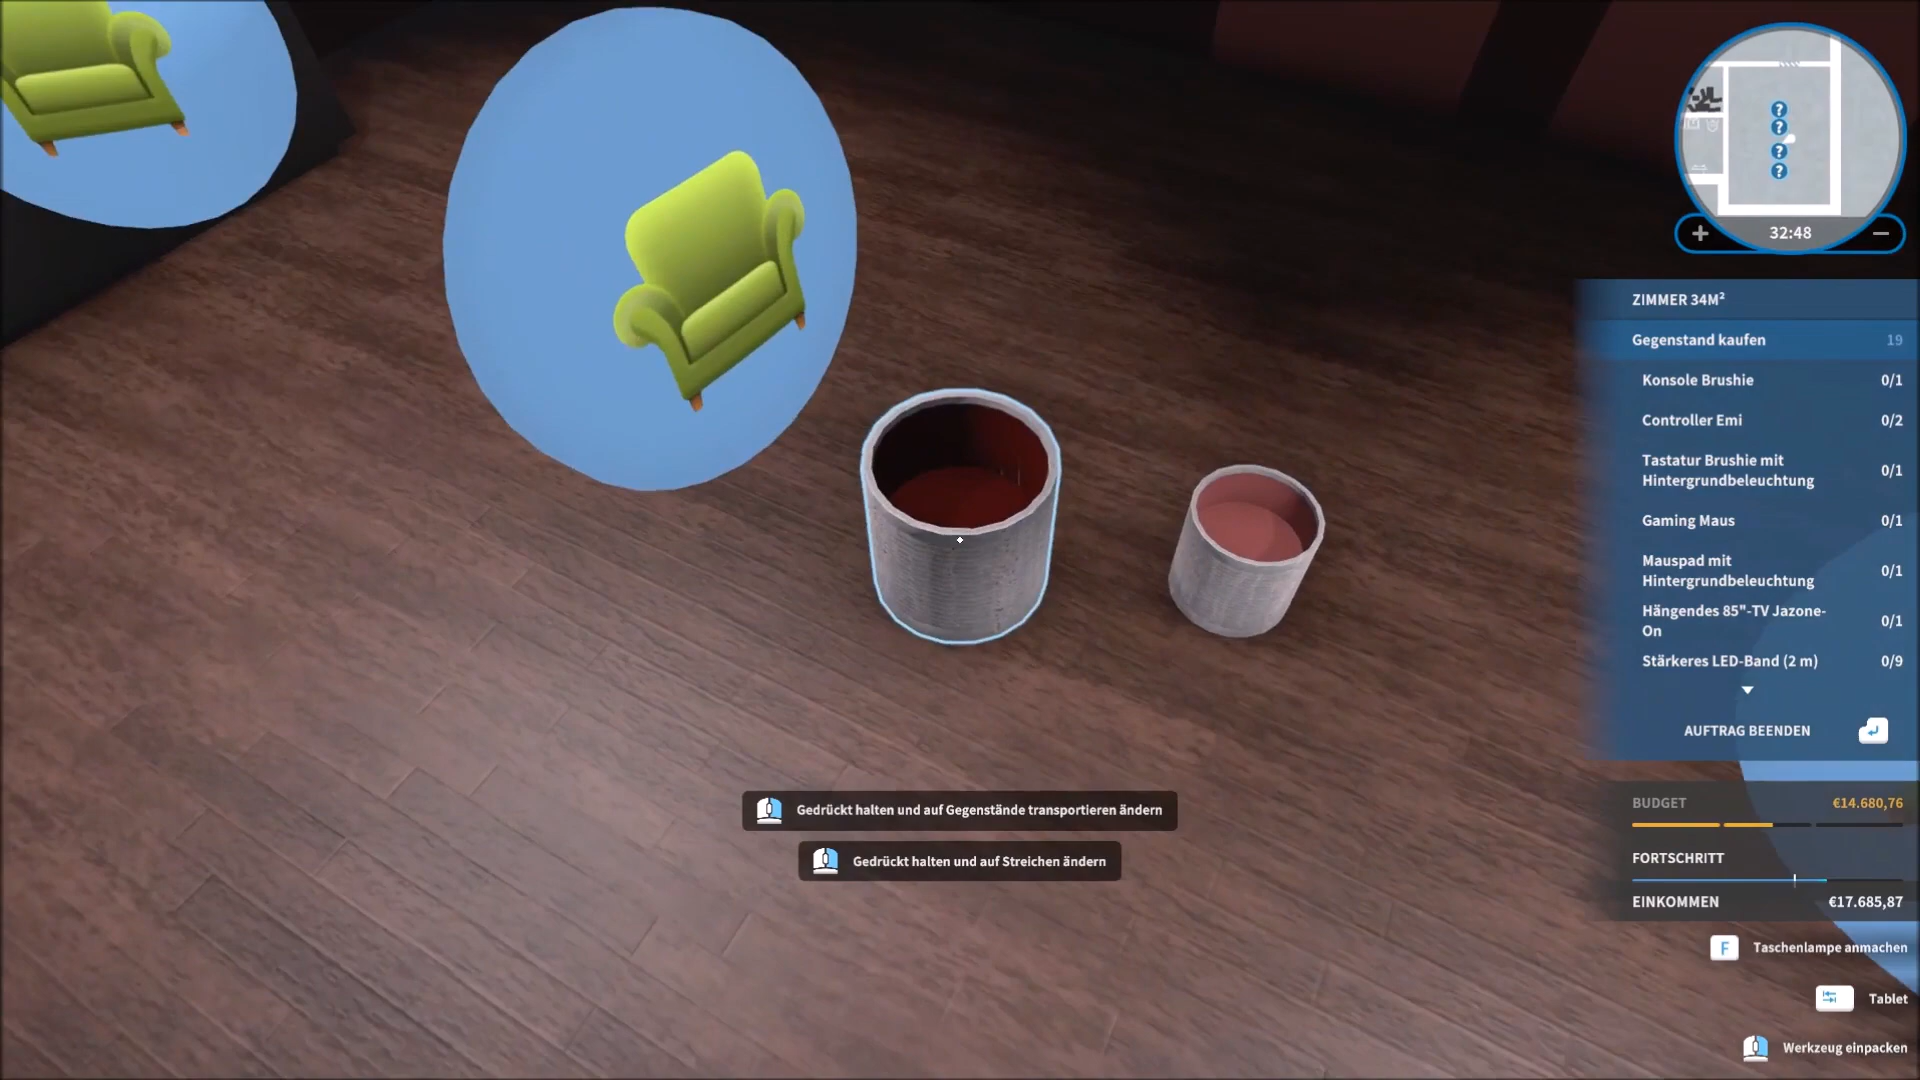 ?
?
?
?
+ 32:48 −
ZIMMER 34M²
Gegenstand kaufen 19
Konsole Brushie 0/1
Controller Emi 0/2
Tastatur Brushie mit
Hintergrundbeleuchtung 0/1
Gaming Maus 0/1
Mauspad mit
Hintergrundbeleuchtung 0/1
Hängendes 85"-TV Jazone-
On 0/1
Stärkeres LED-Band (2 m) 0/9
AUFTRAG BEENDEN
Gedrückt halten und auf Gegenstände transportieren ändern
Gedrückt halten und auf Streichen ändern
BUDGET €14.680,76
FORTSCHRITT
EINKOMMEN €17.685,87
F Taschenlampe anmachen
Tablet
Werkzeug einpacken